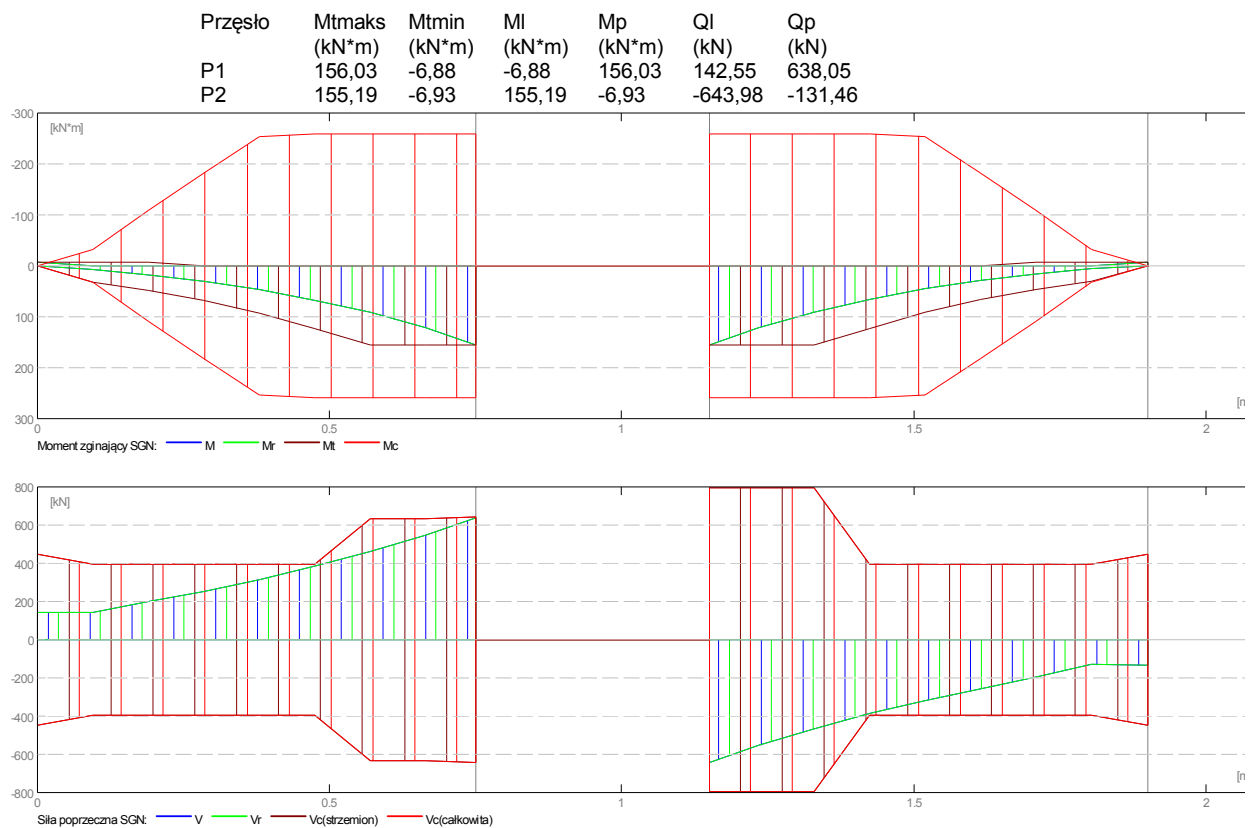 Przęsło Mtmaks Mtmin Ml Mp Ql Qp
(kN*m) (kN*m) (kN*m) (kN*m) (kN) (kN)
P1 156,03 -6,88 -6,88 156,03 142,55 638,05
P2 155,19 -6,93 155,19 -6,93 -643,98 -131,46
-300
[kN*m]
-200
-100
0
100
200
[m
300
0 0.5 1 1.5 2
Moment zginający SGN: M Mr Mt Mc
800
[kN]
600
400
200
0
-200
-400
-600
[m
-800
0 0.5 1 1.5 2
Siła poprzeczna SGN: V Vr Vc(strzemion) Vc(całkowita)